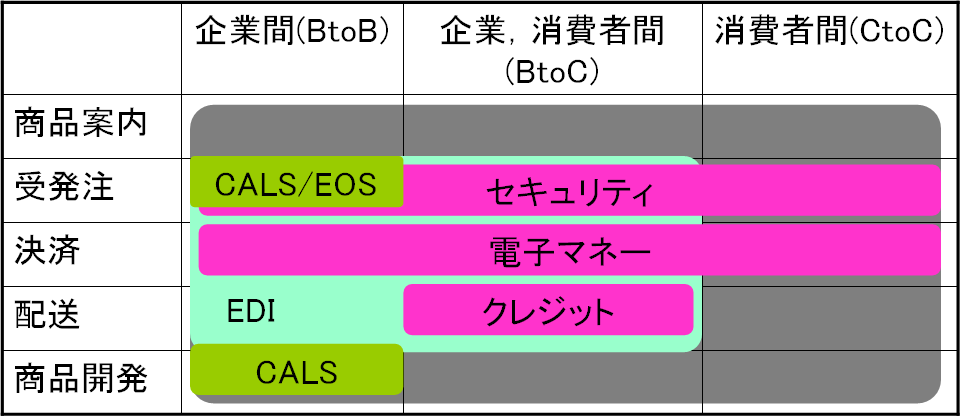 企業間(BtoB)
企業，消費者間
(BtoC)
消費者間(CtoC)
商品案内
受発注
CALS/EOS
セキュリティ
決済
電子マネー
配送
EDI
クレジット
商品開発
CALS